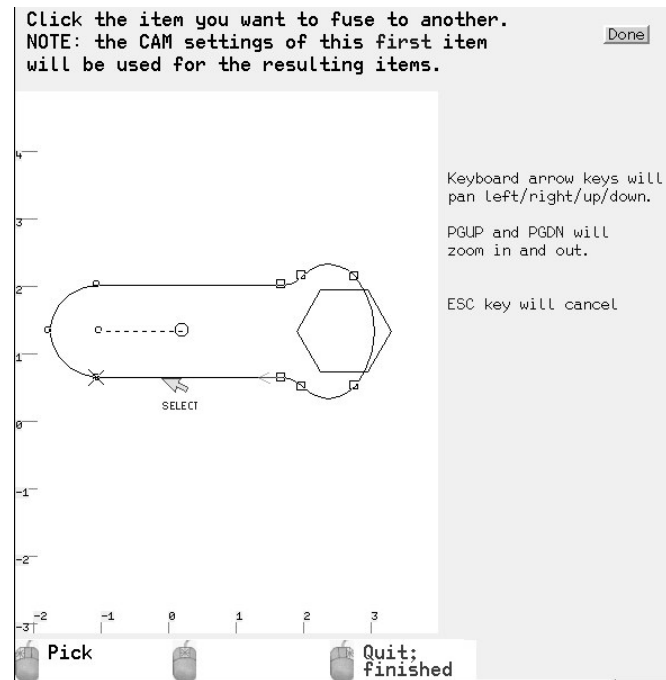 Click the item you want to fuse to another.
NOTE: the CAM settings of this first item
will be used for the resulting items.
Done
4
Keyboard arrow keys will
pan left/right/up/down.
3
PGUP and PGDN will
zoom in and out.
2
ESC key will cancel
1
SELECT
0
-1
-2
-3
-2 -1 0 1 2 3
Pick
Quit;
finished